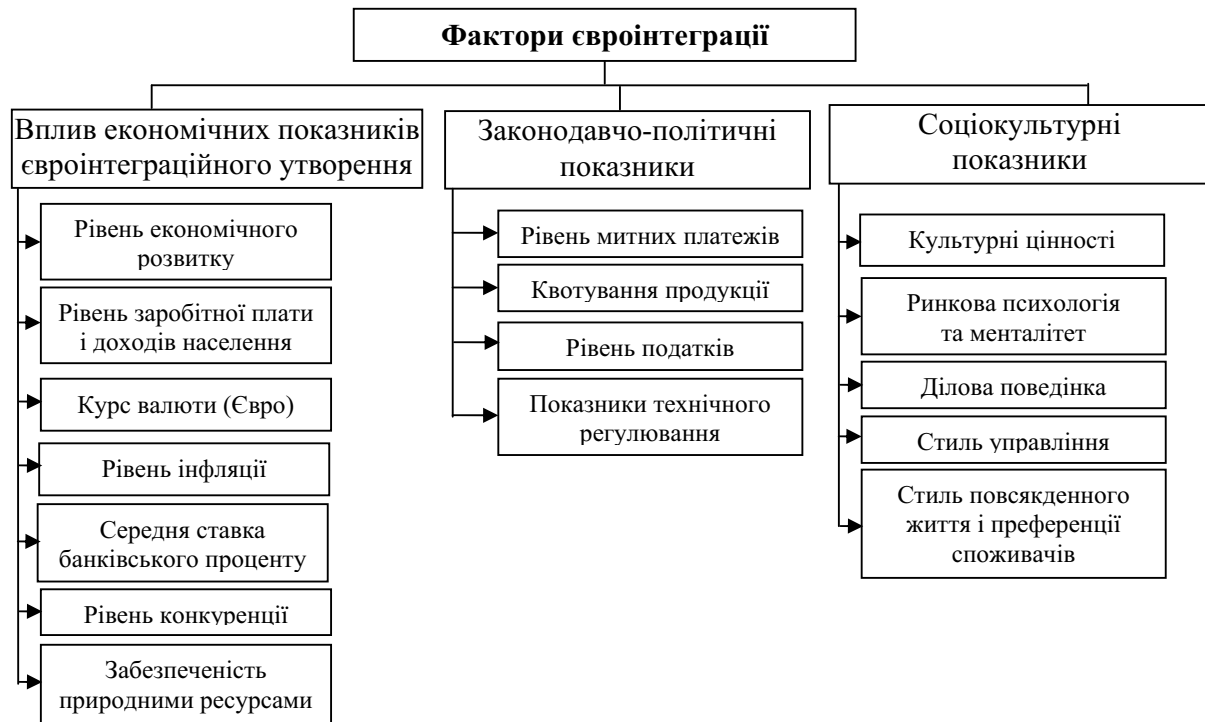 Фактори євроінтеграції
Вплив економічних показників
євроінтеграційного утворення
Рівень економічного
розвитку
Рівень заробітної плати
і доходів населення
Курс валюти (Євро)
Рівень інфляції
Середня ставка
банківського проценту
Рівень конкуренції
Забезпеченість
природними ресурсами
Законодавчо-політичні
показники
Рівень митних платежів
Квотування продукції
Рівень податків
Показники технічного
регулювання
Соціокультурні
показники
Культурні цінності
Ринкова психологія
та менталітет
Ділова поведінка
Стиль управління
Стиль повсякденного
життя і преференції
споживачів